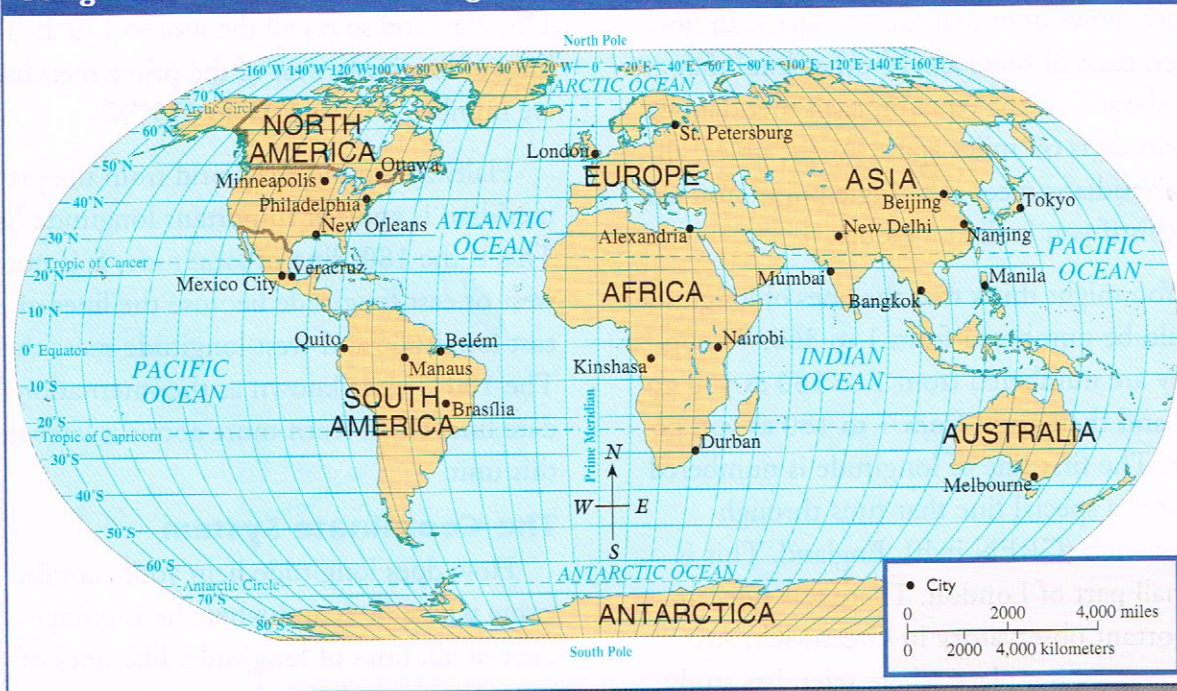 North Pole
160°W 140°W 120°W 100°W 80°W 60°W 40°W 20°W 0° 20°E 40°E 60°E 80°E 100°E 120°E 140°E 160°E
ARCTIC OCEAN
70°N
Arctic Circle
60°N
NORTH
AMERICA
50°N
Ottawa
Minneapolis
Philadelphia
40°N
New Orleans
30°N
Tropic of Cancer
20°N
Mexico City
Veracruz
10°N
ATLANTIC
OCEAN
London
St. Petersburg
EUROPE
ASIA
Beijing
Tokyo
Alexandria
New Delhi
Nanjing
PACIFIC
OCEAN
Mumbai
Manila
Bangkok
AFRICA
Quito
Belém
0° Equator
Manaus
Nairobi
Kinshasa
INDIAN
OCEAN
PACIFIC
OCEAN
10°S
SOUTH
AMERICA
Brasília
20°S
Tropic of Capricorn
30°S
Prime Meridian
Durban
AUSTRALIA
Melbourne
N
W E
S
40°S
50°S
60°S
Antarctic Circle
70°S
80°S
ANTARCTIC OCEAN
ANTARCTICA
South Pole
City
0 2000 4,000 miles
0 2000 4,000 kilometers